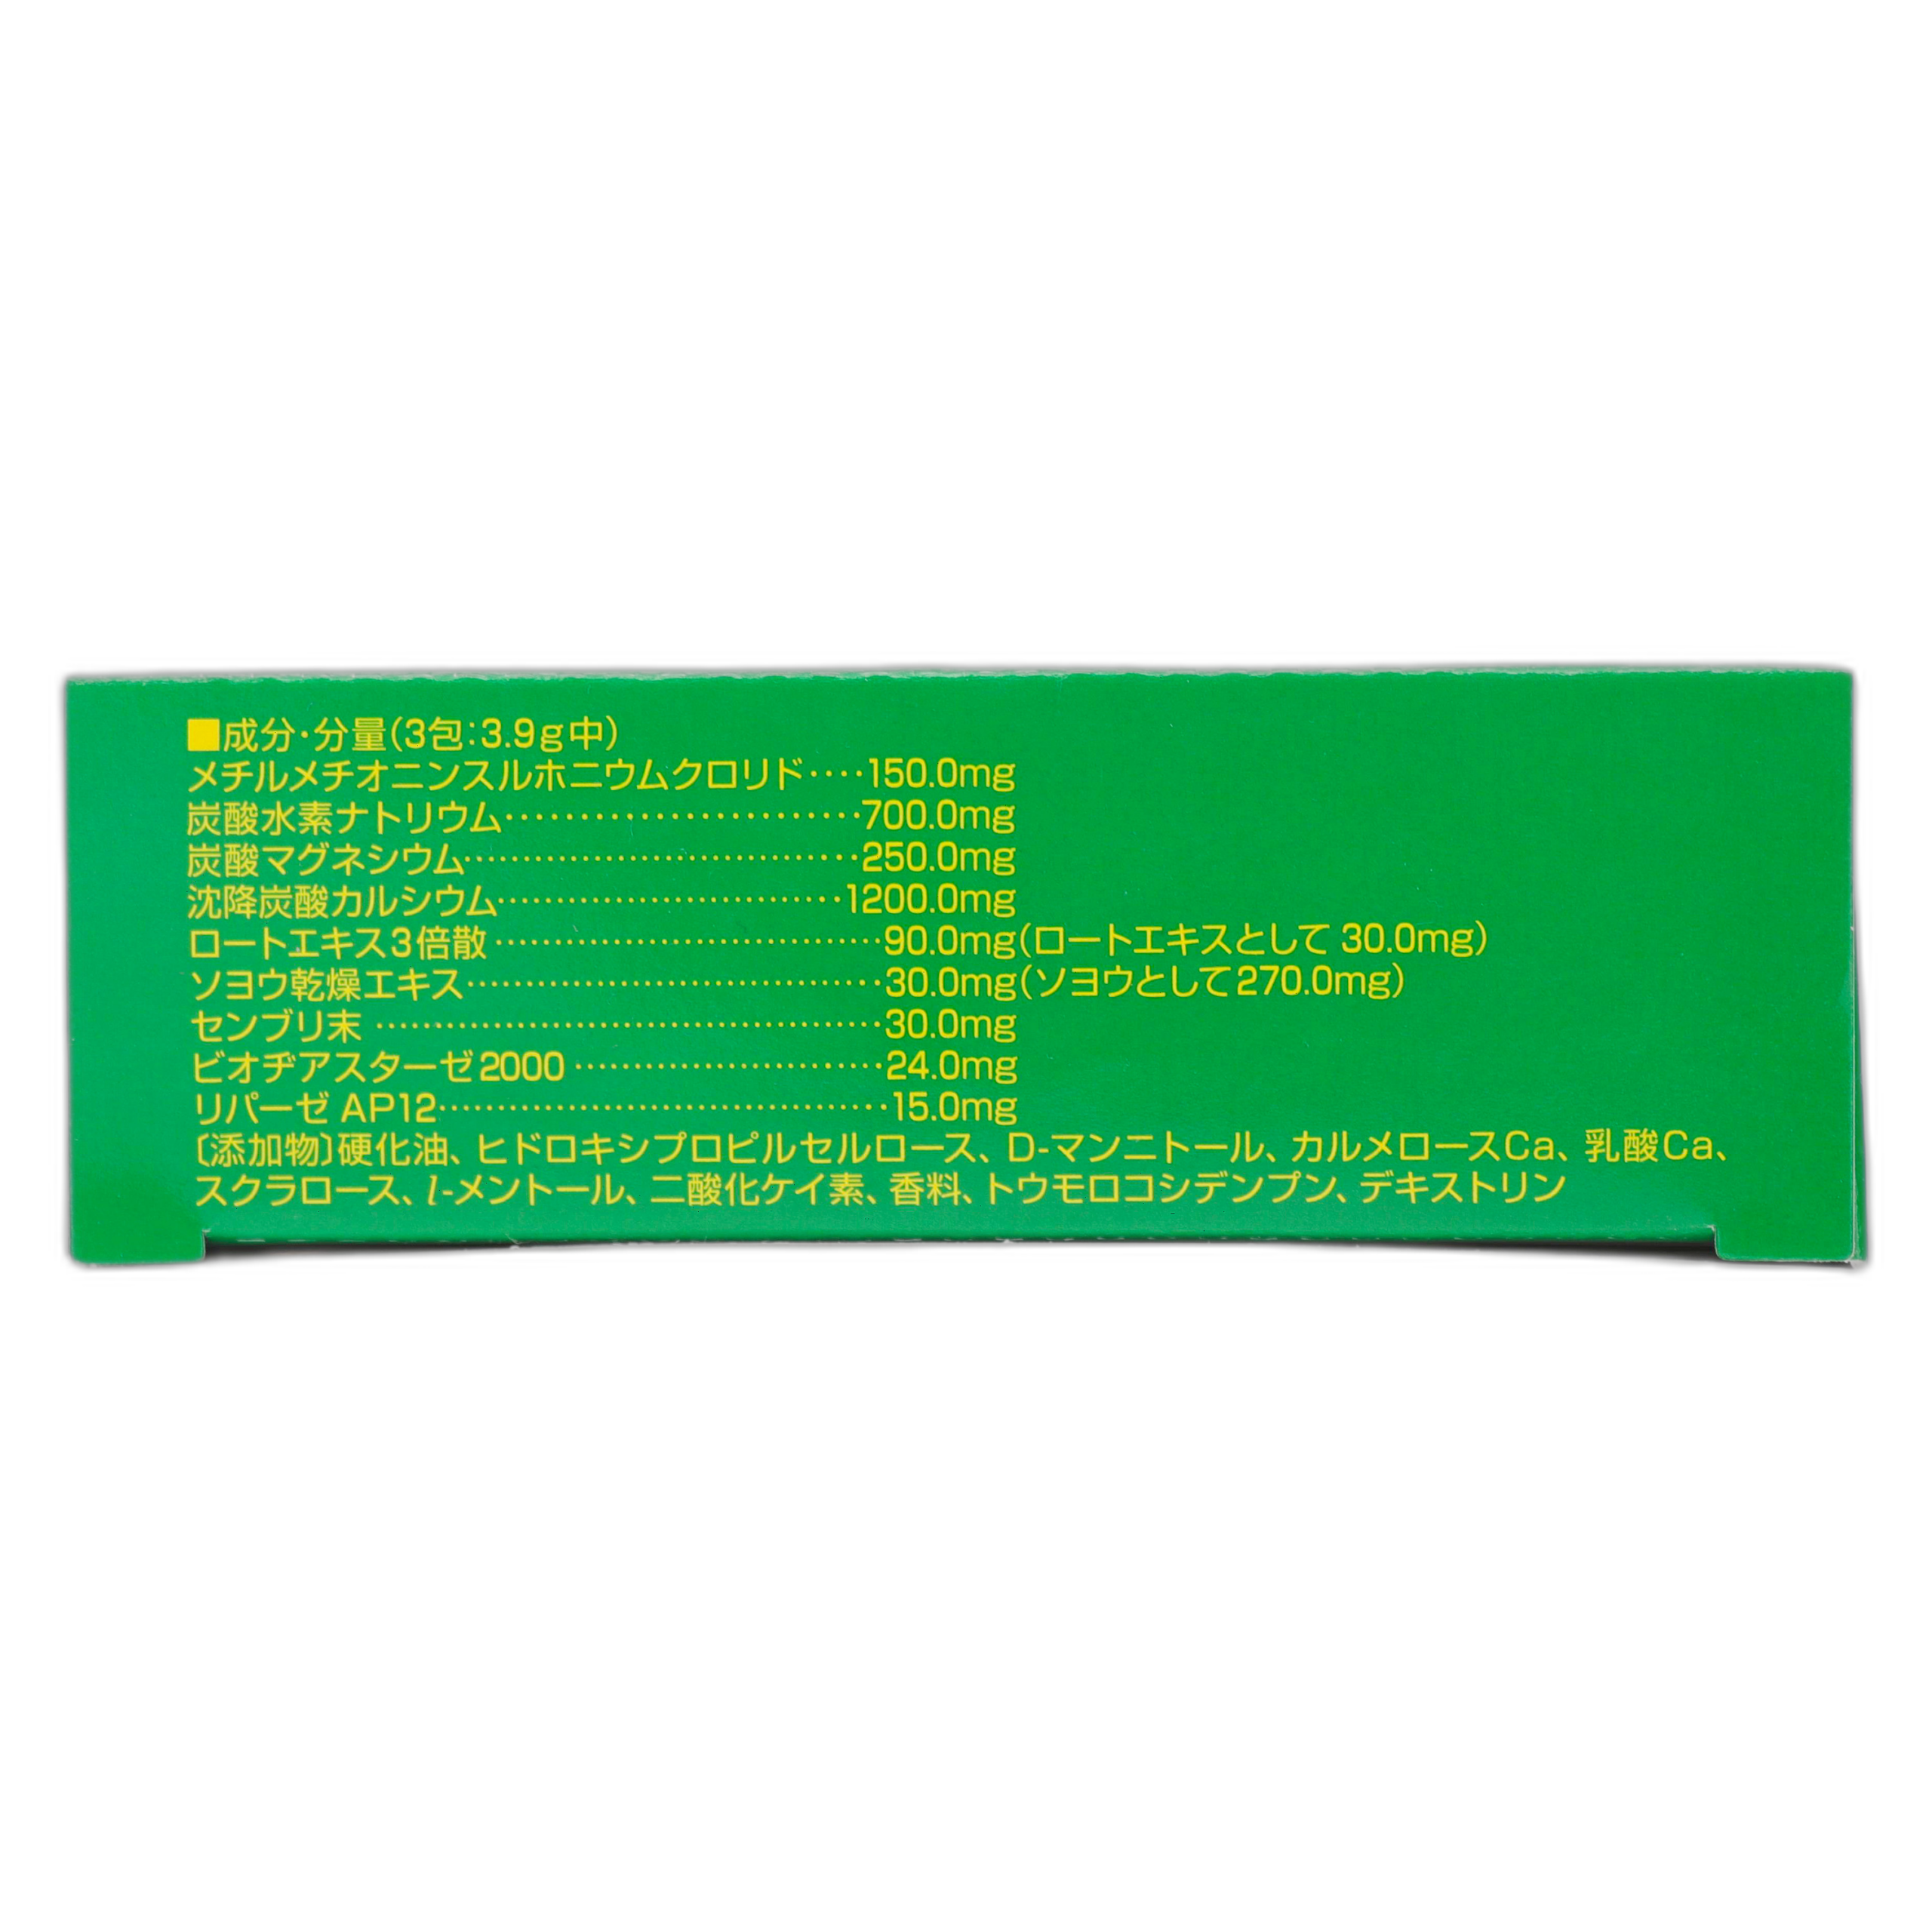 ■成分・分量(3包:3.9g中)
メチルメチオニンスルホニウムクロリド‥‥150.0mg
炭酸水素ナトリウム‥‥‥‥‥‥‥‥‥‥‥‥700.0mg
炭酸マグネシウム‥‥‥‥‥‥‥‥‥‥‥‥‥250.0mg
沈降炭酸カルシウム‥‥‥‥‥‥‥‥‥‥‥1200.0mg
ロートエキス3倍散‥‥‥‥‥‥‥‥‥‥‥‥90.0mg(ロートエキスとして 30.0mg)
ソヨウ乾燥エキス‥‥‥‥‥‥‥‥‥‥‥‥‥30.0mg(ソヨウとして270.0mg)
センブリ末‥‥‥‥‥‥‥‥‥‥‥‥‥‥‥‥30.0mg
ビオヂアスターゼ2000‥‥‥‥‥‥‥‥‥‥24.0mg
リパーゼ AP12‥‥‥‥‥‥‥‥‥‥‥‥‥‥15.0mg
〔添加物〕硬化油、ヒドロキシプロピルセルロース、D-マンニトール、カルメロースCa、乳酸Ca、
スクラロース、l-メントール、二酸化ケイ素、香料、トウモロコシデンプン、デキストリン